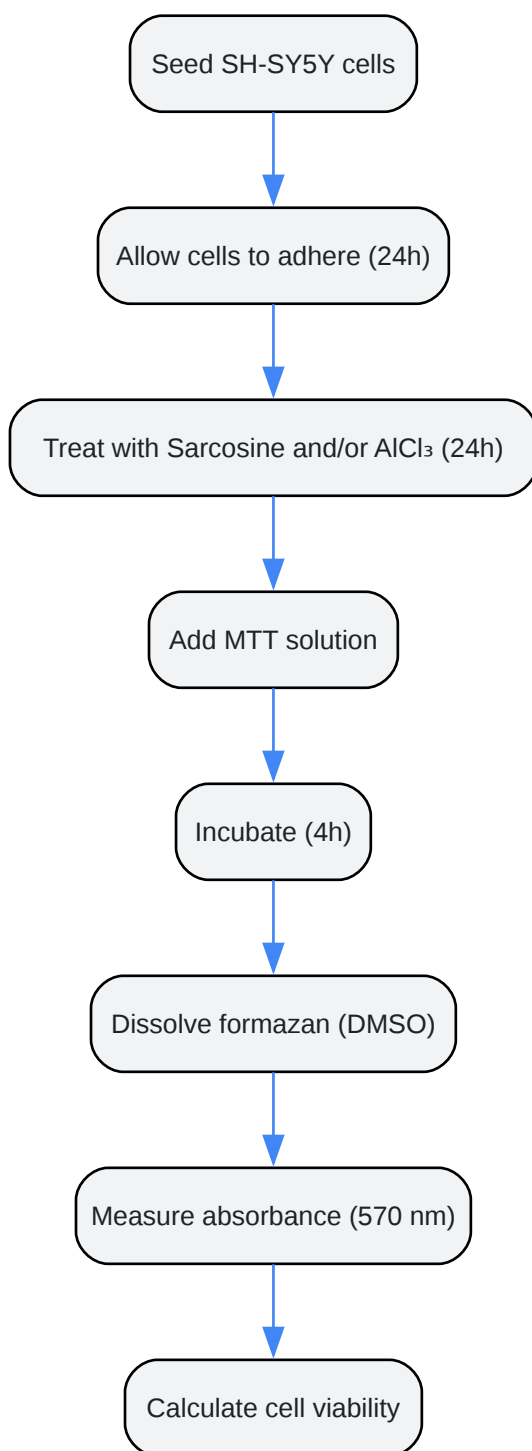 Seed SH-SY5Y cells
Allow cells to adhere (24h)
Treat with Sarcosine and/or AlCl₃ (24h)
Add MTT solution
Incubate (4h)
Dissolve formazan (DMSO)
Measure absorbance (570 nm)
Calculate cell viability